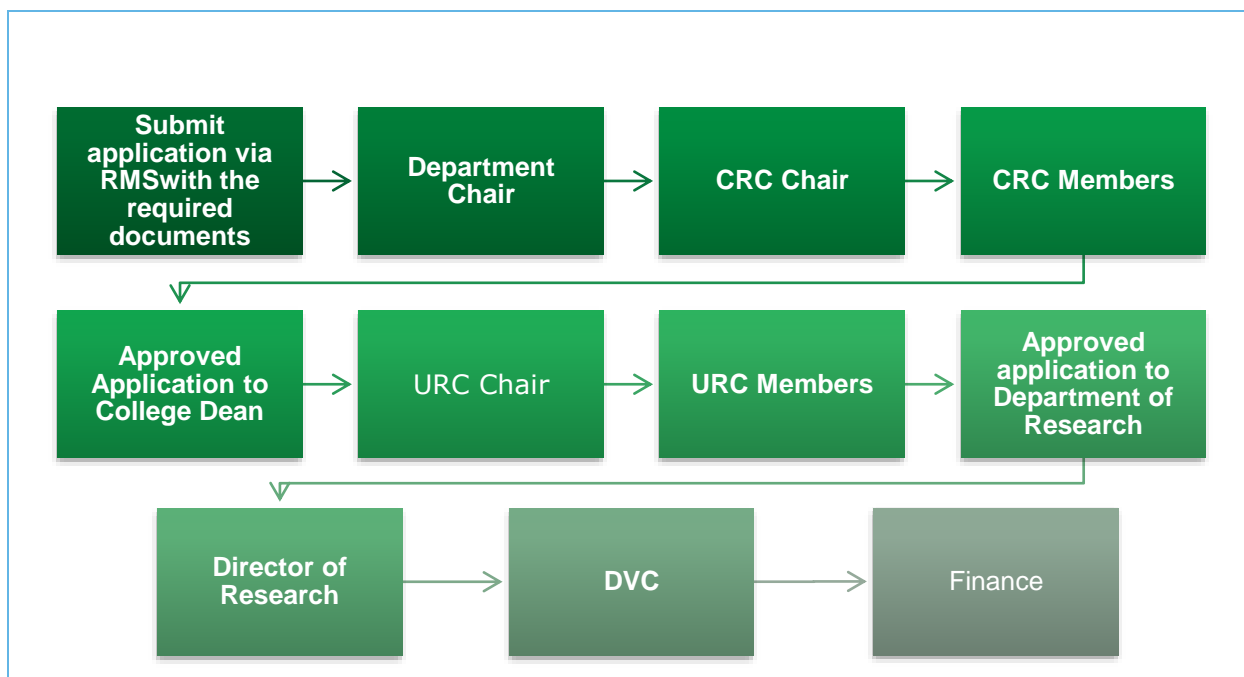 Submit
application via
RMSwith the
required
documents
Department
Chair
CRC Chair
CRC Members
Approved
Application to
College Dean
URC Chair
URC Members
Approved
application to
Department of
Research
Director of
Research
DVC
Finance